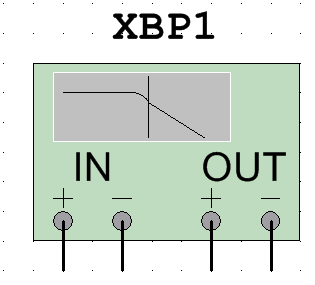 XBP1
IN OUT
+ − + −